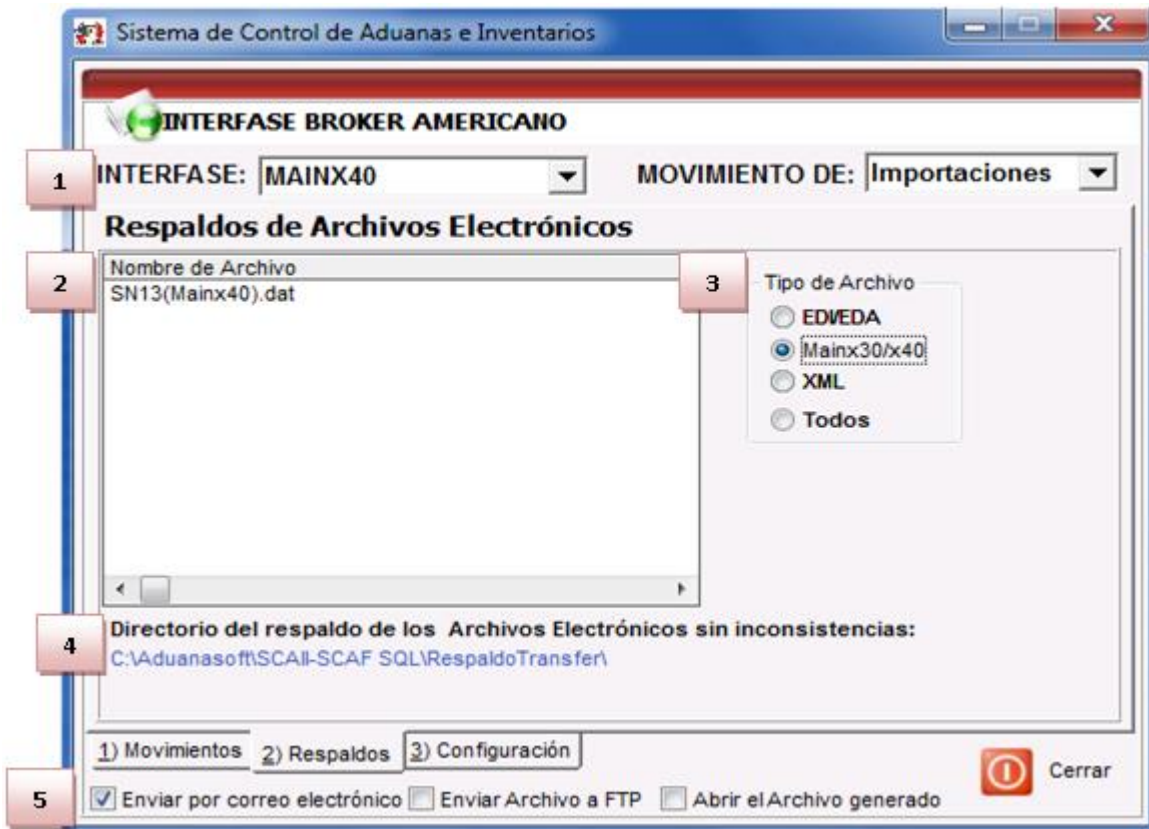 Sistema de Control de Aduanas e Inventarios
INTERFASE BROKER AMERICANO
1
INTERFASE: MAINX40 MOVIMIENTO DE: Importaciones
Respaldos de Archivos Electrónicos
2
Nombre de Archivo
SN13(Mainx40).dat
3
Tipo de Archivo
EDI/EDA
Mainx30/x40
XML
Todos
4
Directorio del respaldo de los Archivos Electrónicos sin inconsistencias:
C:\Aduanasoft\SCAII-SCAF SQL\RespaldoTransfer\
1) Movimientos 2) Respaldos 3) Configuración
Cerrar
5
Enviar por correo electrónico Enviar Archivo a FTP Abrir el Archivo generado